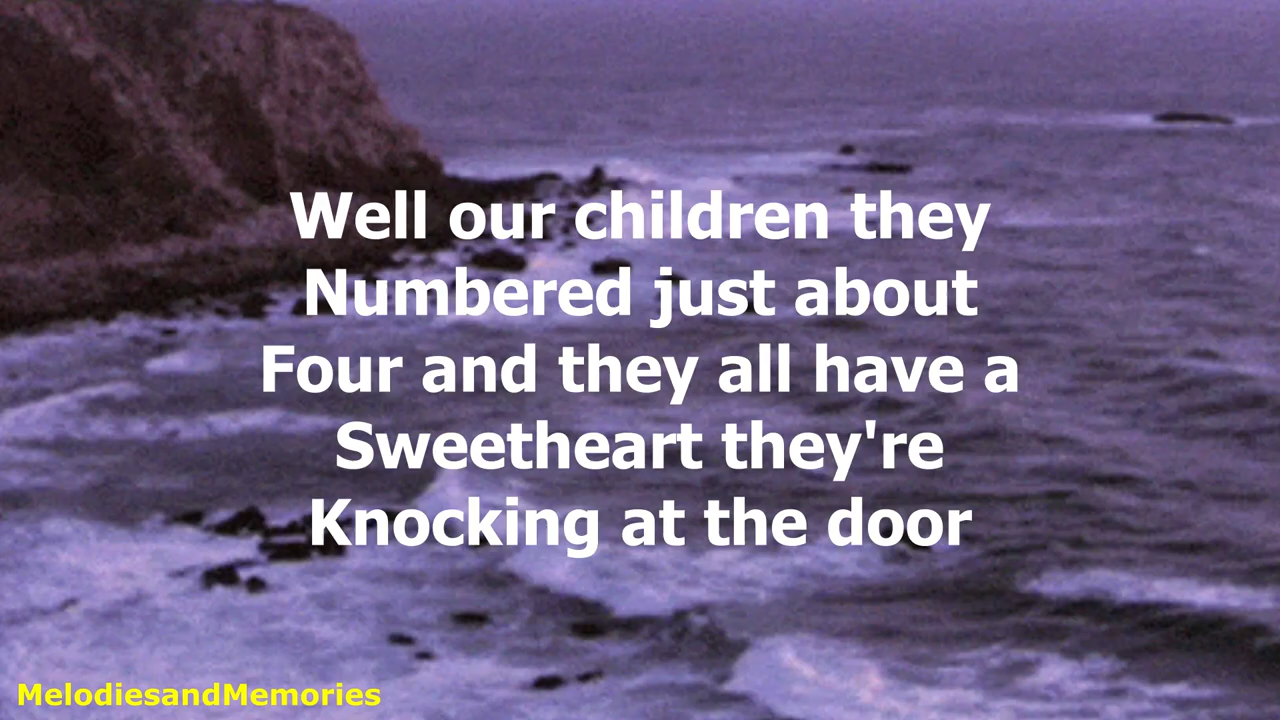 Well our children they
Numbered just about
Four and they all have a
Sweetheart they're
Knocking at the door
MelodiesandMemories